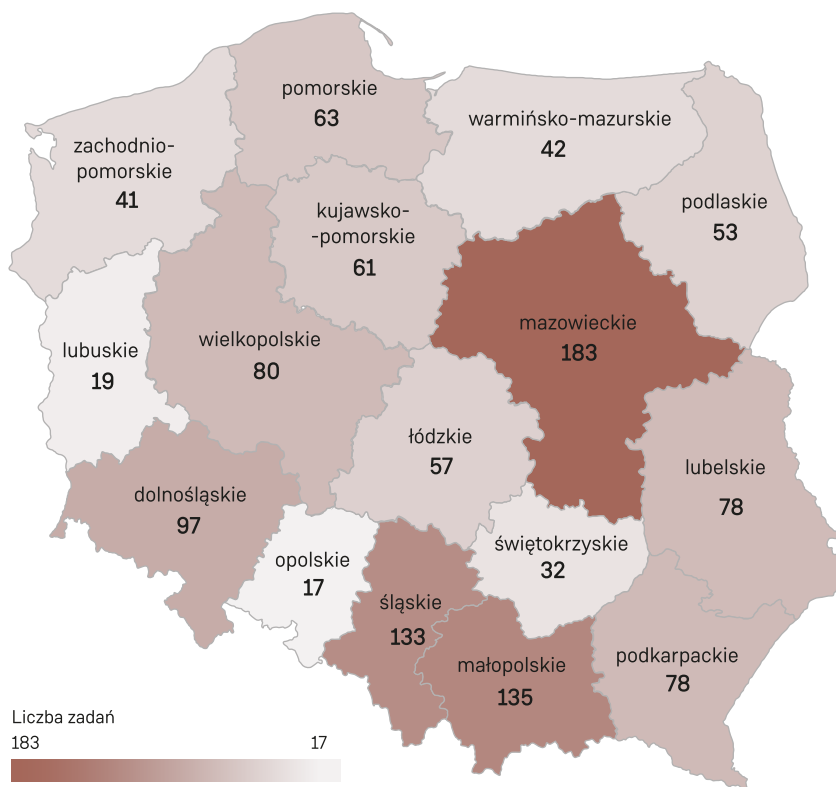 pomorskie
63
warmińsko-mazurskie
42
zachodnio-
pomorskie
41
podlaskie
53
kujawsko-
-pomorskie
61
mazowieckie
183
wielkopolskie
80
lubuskie
19
łódzkie
57
lubelskie
78
dolnośląskie
97
opolskie
17
świętokrzyskie
32
śląskie
133
małopolskie
135
podkarpackie
78
Liczba zadań
183 17